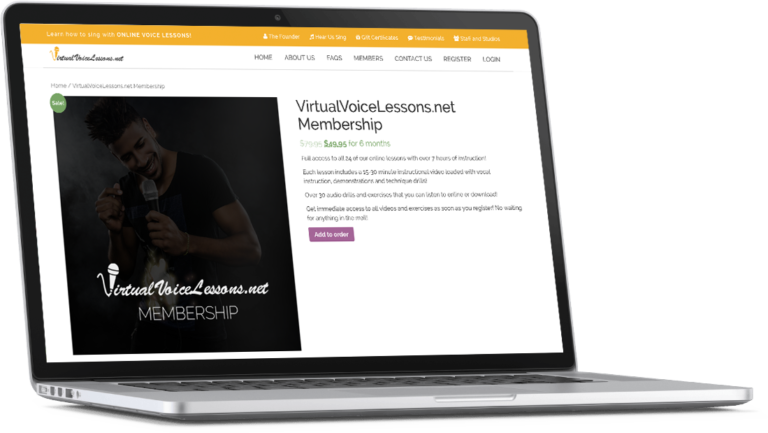 Learn how to sing with ONLINE VOICE LESSONS!
The Founder Hear Us Sing Gift Certificates Testimonials Staff and Studios
VirtualVoiceLessons.net
HOME ABOUT US FAQS MEMBERS CONTACT US REGISTER LOGIN
Home / VirtualVoiceLessons.net Membership
Sale!
VirtualVoiceLessons.net
Membership
$49.95 for 6 months
Full access to all 24 of our online lessons with over 7 hours of instruction!
Each lesson includes a 15-30 minute instructional video loaded with vocal
instruction, demonstrations and technique drills!
Over 30 audio drills and exercises that you can listen to online or download!
Get immediate access to all videos and exercises as soon as you register! No waiting
for anything in the mail!
Add to order
VirtualVoiceLessons.net
MEMBERSHIP